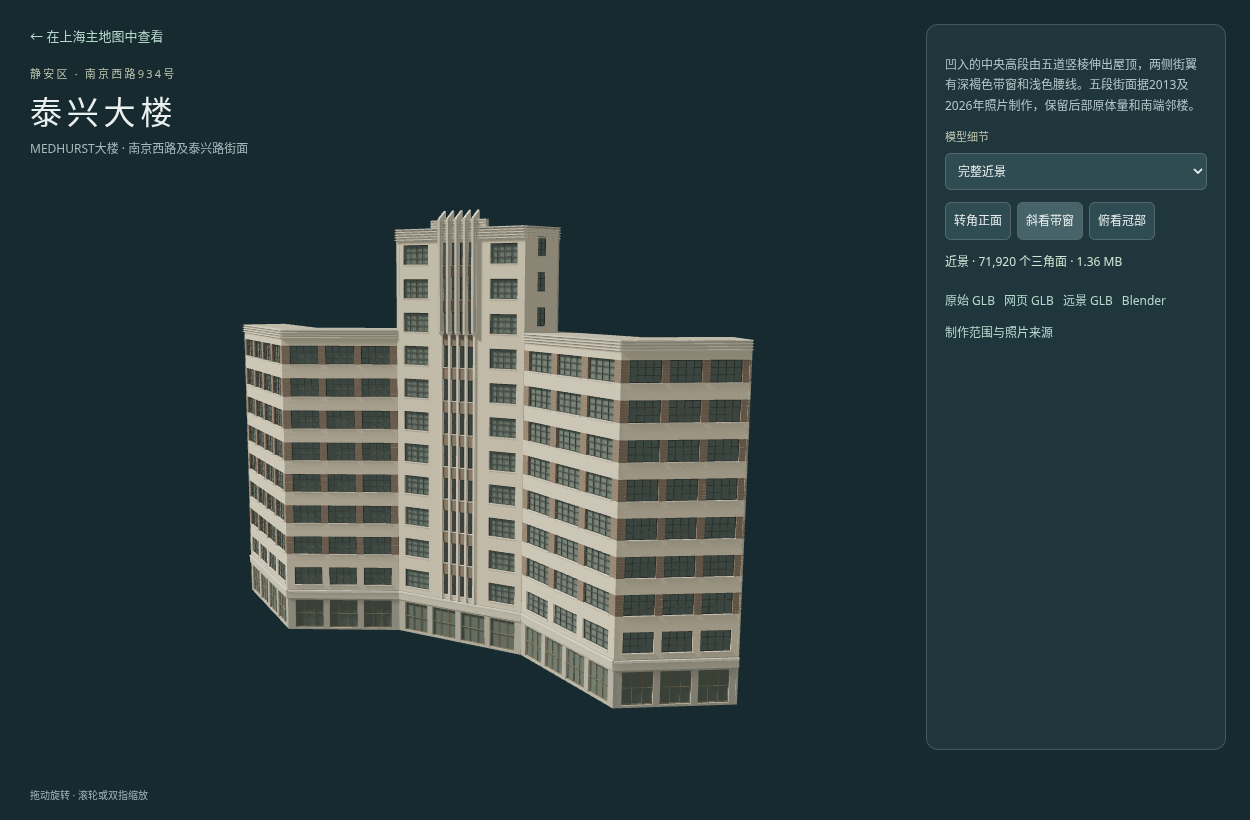 ← 在上海主地图中查看
静安区 · 南京西路934号
泰兴大楼
MEDHURST大楼 · 南京西路及泰兴路街面
凹入的中央高段由五道竖棱伸出屋顶，两侧街翼
有深褐色带窗和浅色腰线。五段街面据2013及
2026年照片制作，保留后部原体量和南端邻楼。
模型细节
完整近景
转角正面 斜看带窗 俯看冠部
近景 · 71,920 个三角面 · 1.36 MB
原始 GLB 网页 GLB 远景 GLB Blender
制作范围与照片来源
拖动旋转 · 滚轮或双指缩放